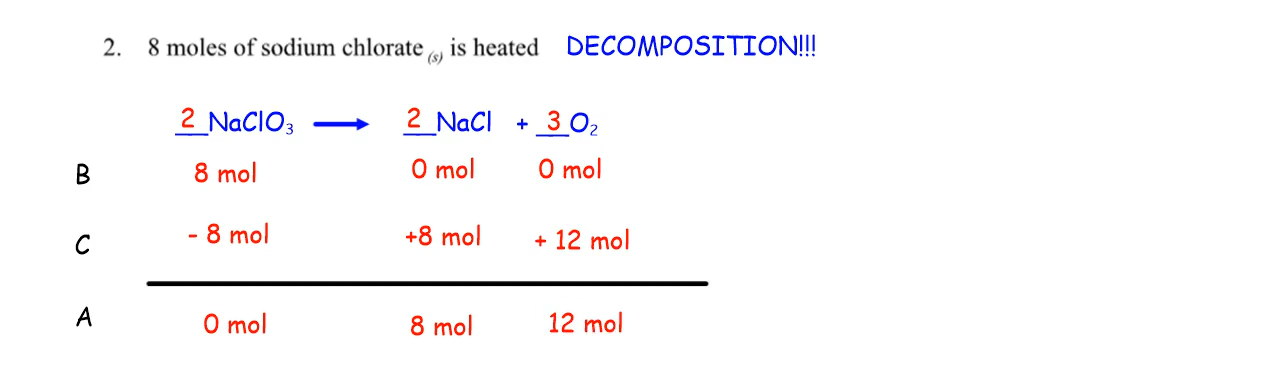 2. 8 moles of sodium chlorate (s) is heated DECOMPOSITION!!!
2 NaClO3 → 2 NaCl + 3 O2
B 8 mol 0 mol 0 mol
C - 8 mol +8 mol + 12 mol
A 0 mol 8 mol 12 mol